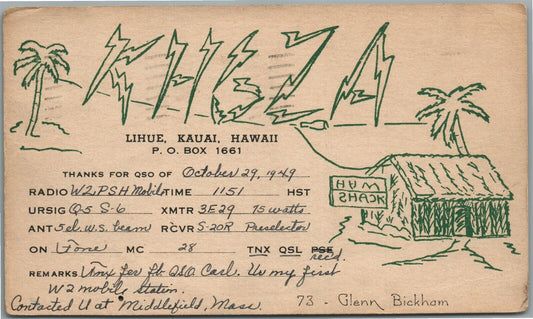 KH6ZA
LIHUE, KAUAI, HAWAII
P. O. BOX 1661
THANKS FOR QSO OF October 29, 1949
RADIO W2PSH Mobile TIME 1151 HST
URSIG Q5 S-6 XMTR 3E29 75 watts
ANT 5 el. W.S. beam RCVR S-20R Preselector
ON Fone MC 28 TNX QSL PSE
recd.
REMARKS Tnx for fb QSO Carl. Ur my first
W2 mobile station.
Contacted U at Middlefield, Mass.
HAM
SHACK
73 - Glenn Bickham